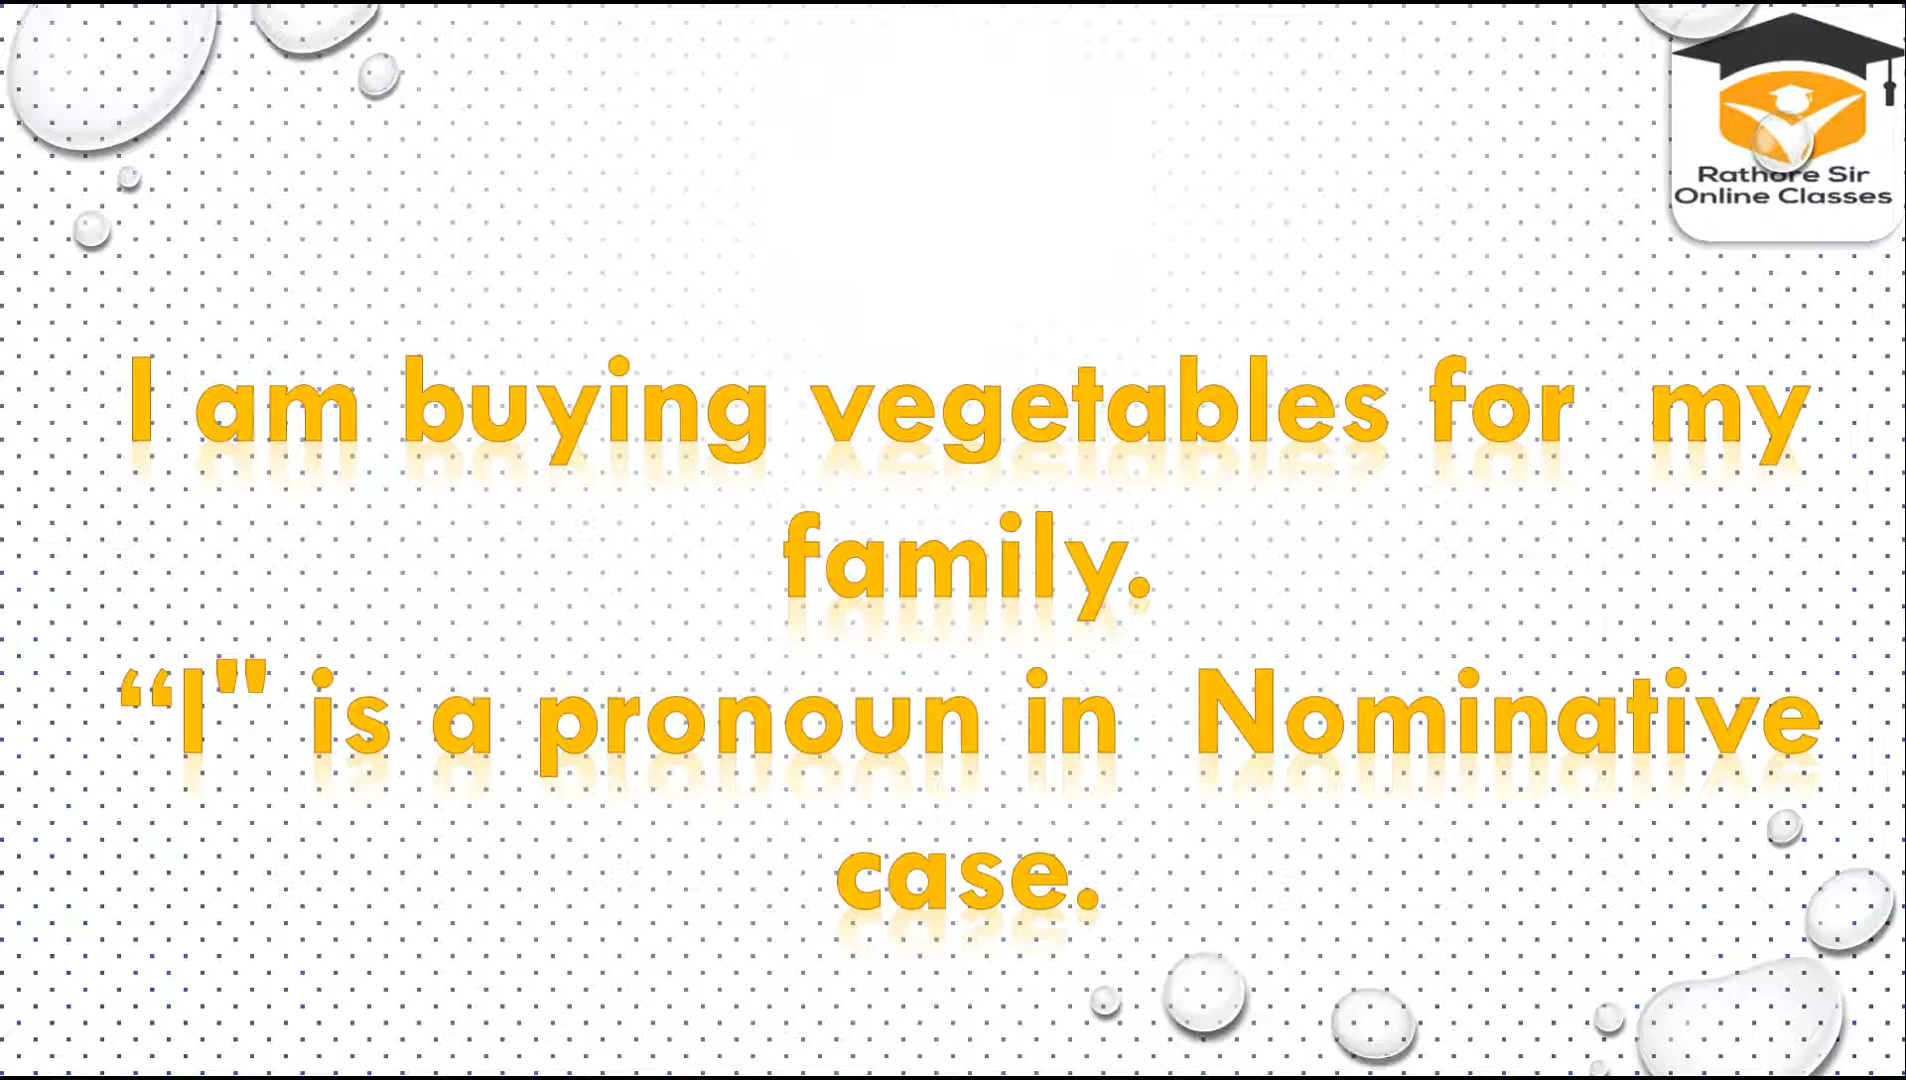 Rathore Sir
Online Classes
I am buying vegetables for my
family.
“I" is a pronoun in Nominative
case.